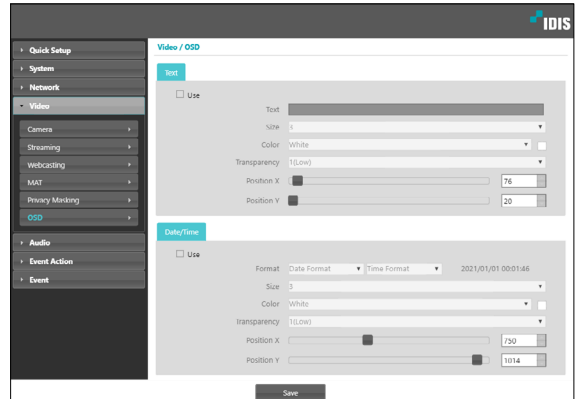 IDIS
Quick Setup
System
Network
Video
Camera
Streaming
Webcasting
MAT
Privacy Masking
OSD
Audio
Event Action
Event
Video / OSD
Text
Use
Text
Size 3
Color White
Transparency 1(Low)
Position X 76
Position Y 20
Date/Time
Use
Format Date Format Time Format 2021/01/01 00:01:46
Size 3
Color White
Transparency 1(Low)
Position X 750
Position Y 1014
Save